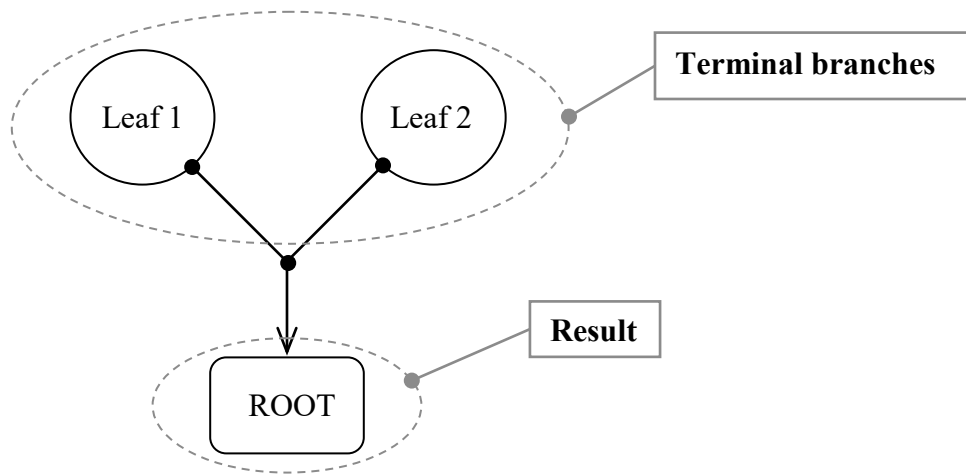 Terminal branches
Leaf 1
Leaf 2
Result
ROOT